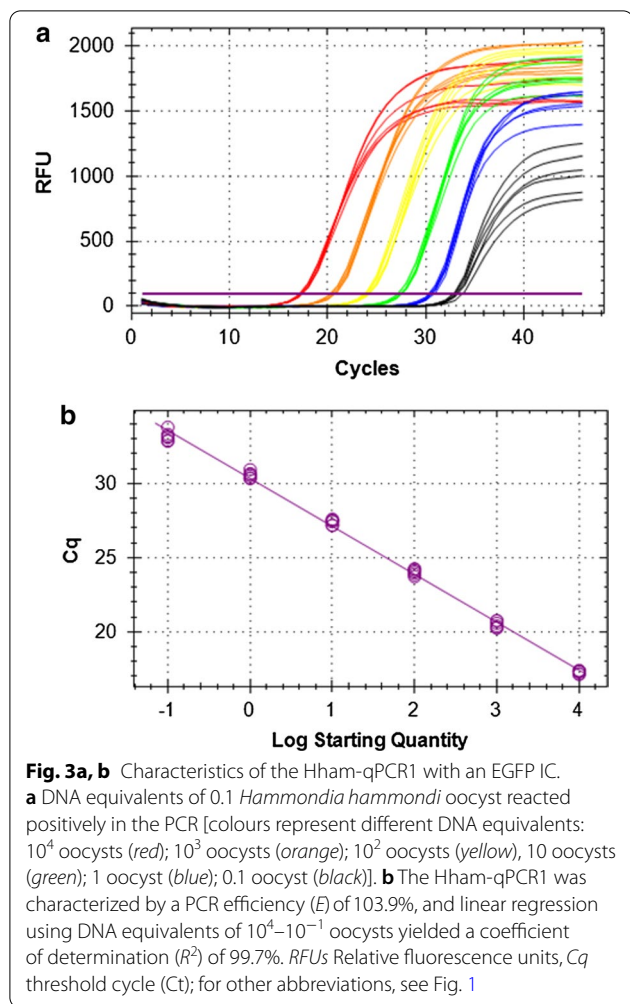 a
2000
1500
1000
500
0
RFU
0 10 20 30 40
Cycles
b
30
25
20
Cq
-1 0 1 2 3 4
Log Starting Quantity
Fig. 3a, b Characteristics of the Hham-qPCR1 with an EGFP IC.
a DNA equivalents of 0.1 Hammondia hammondi oocyst reacted
positively in the PCR [colours represent different DNA equivalents:
10⁴ oocysts (red); 10³ oocysts (orange); 10² oocysts (yellow), 10 oocysts
(green); 1 oocyst (blue); 0.1 oocyst (black)]. b The Hham-qPCR1 was
characterized by a PCR efficiency (E) of 103.9%, and linear regression
using DNA equivalents of 10⁴–10⁻¹ oocysts yielded a coefficient
of determination (R²) of 99.7%. RFUs Relative fluorescence units, Cq
threshold cycle (Ct); for other abbreviations, see Fig. 1